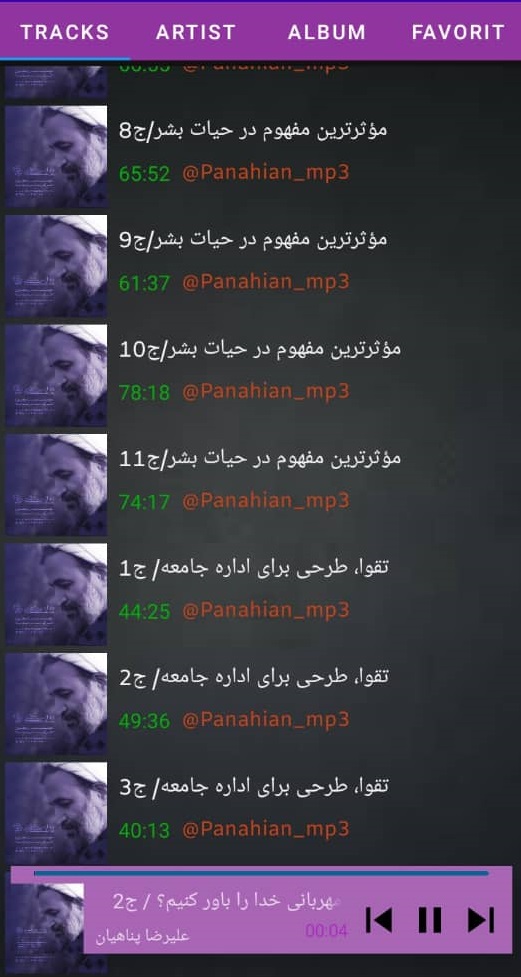 TRACKS ARTIST ALBUM FAVORIT
مؤثرترین مفهوم در حیات بشر/ج8
65:52 @Panahian_mp3
مؤثرترین مفهوم در حیات بشر/ج9
61:37 @Panahian_mp3
مؤثرترین مفهوم در حیات بشر/ج10
78:18 @Panahian_mp3
مؤثرترین مفهوم در حیات بشر/ج11
74:17 @Panahian_mp3
تقوا، طرحی برای اداره جامعه/ ج1
44:25 @Panahian_mp3
تقوا، طرحی برای اداره جامعه/ ج2
49:36 @Panahian_mp3
تقوا، طرحی برای اداره جامعه/ ج3
40:13 @Panahian_mp3
مهربانی خدا را باور کنیم؟ / ج2
علیرضا پناهیان 00:04